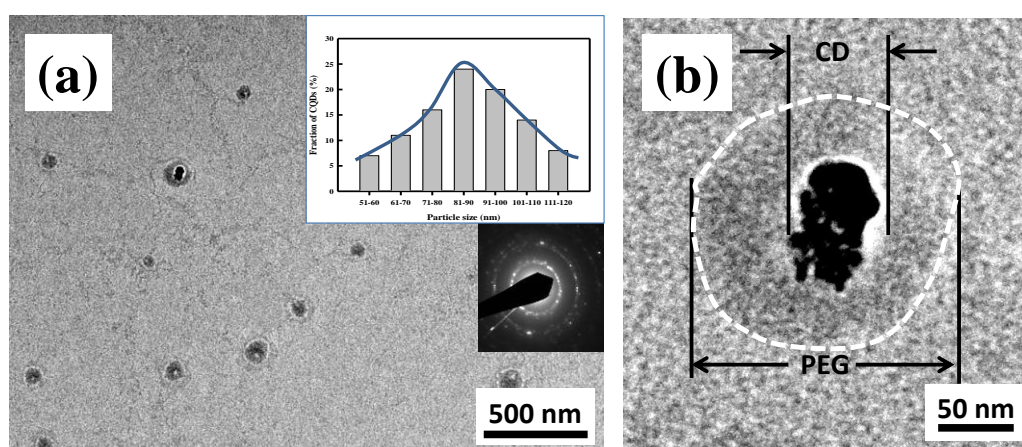 (a)
Fraction of CQDs (%)
30
25
20
15
10
5
0
51-60 61-70 71-80 81-90 91-100 101-110 111-120
Particle size (nm)
500 nm
(b)
CD
PEG
50 nm